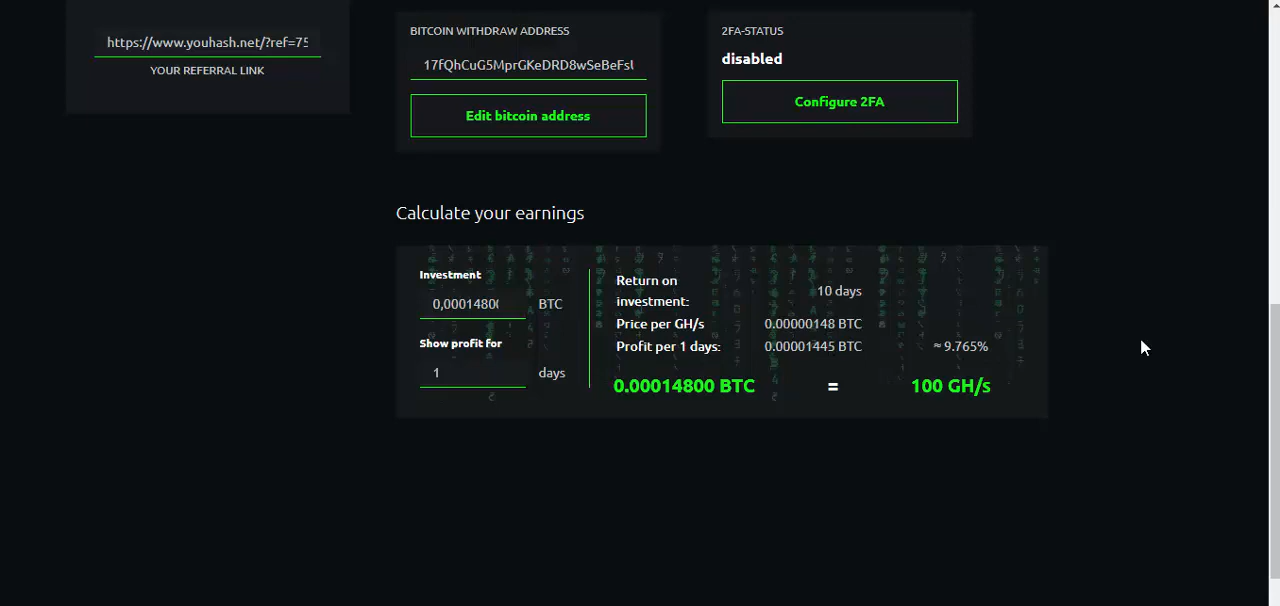 https://www.youhash.net/?ref=75
YOUR REFERRAL LINK
BITCOIN WITHDRAW ADDRESS
17fQhCuG5MprGKeDRD8wSeBeFsU
Edit bitcoin address
2FA-STATUS
disabled
Configure 2FA
Calculate your earnings
Investment
0,00014800 BTC
Show profit for
1 days
Return on investment: 10 days
Price per GH/s 0.00000148 BTC
Profit per 1 days: 0.00001445 BTC ≈ 9.765%
0.00014800 BTC = 100 GH/s